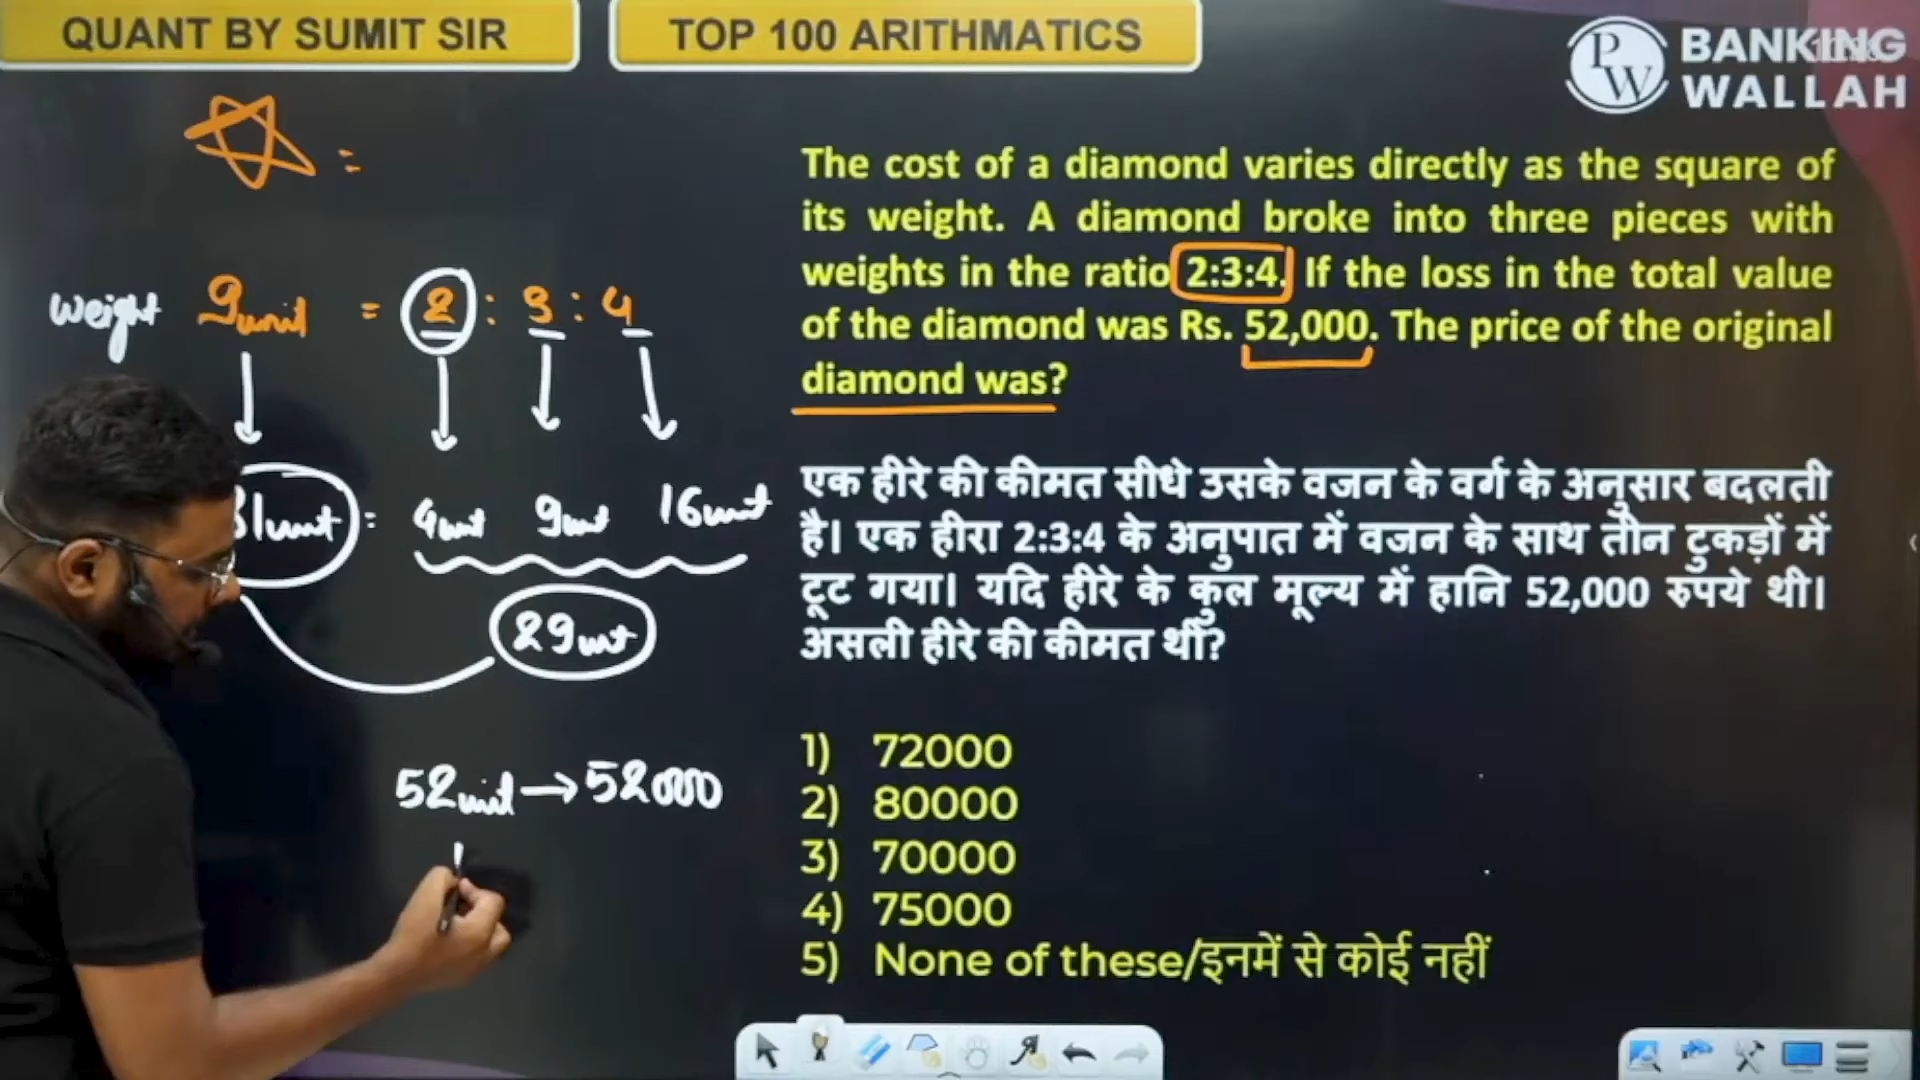 QUANT BY SUMIT SIR
TOP 100 ARITHMATICS
PW BANKING WALLAH
The cost of a diamond varies directly as the square of
its weight. A diamond broke into three pieces with
weights in the ratio 2:3:4. If the loss in the total value
of the diamond was Rs. 52,000. The price of the original
diamond was?
एक हीरे की कीमत सीधे उसके वजन के वर्ग के अनुसार बदलती
है। एक हीरा 2:3:4 के अनुपात में वजन के साथ तीन टुकड़ों में
टूट गया। यदि हीरे के कुल मूल्य में हानि 52,000 रुपये थी।
असली हीरे की कीमत थी?
1) 72000
2) 80000
3) 70000
4) 75000
5) None of these/इनमें से कोई नहीं
=
weight 9unit = 2 : 3 : 4
81unit = 4unit 9unit 16unit
29unit
52unit → 52000